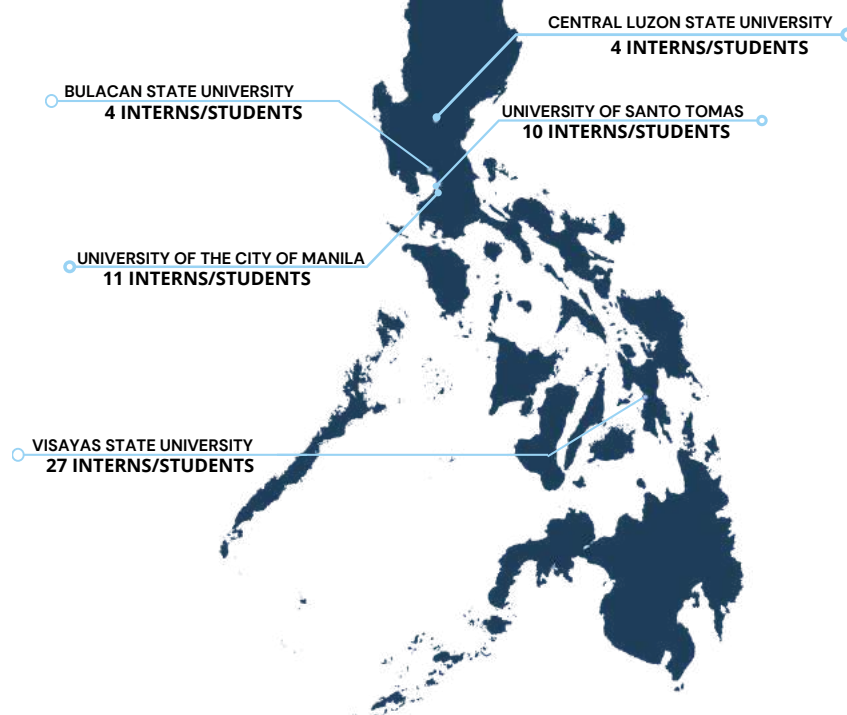 CENTRAL LUZON STATE UNIVERSITY
4 INTERNS/STUDENTS
BULACAN STATE UNIVERSITY
4 INTERNS/STUDENTS
UNIVERSITY OF SANTO TOMAS
10 INTERNS/STUDENTS
UNIVERSITY OF THE CITY OF MANILA
11 INTERNS/STUDENTS
VISAYAS STATE UNIVERSITY
27 INTERNS/STUDENTS